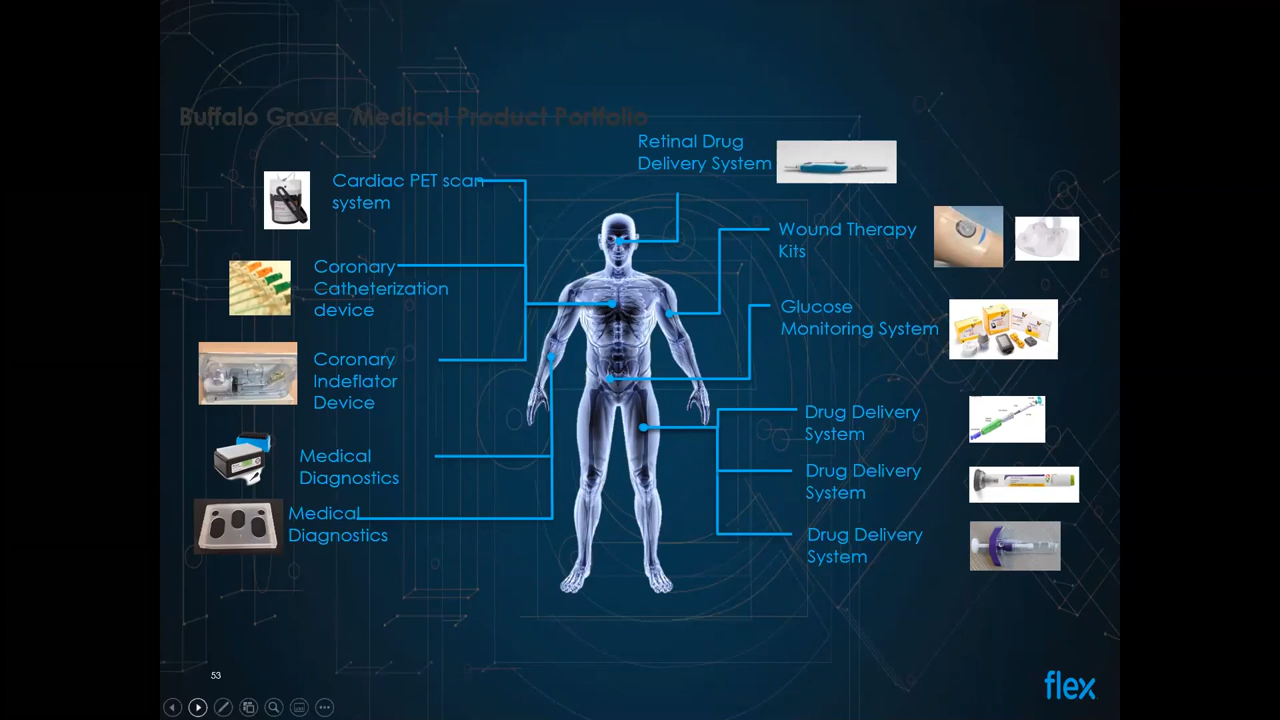 Buffalo Grove Medical Product Portfolio
Retinal Drug
Delivery System
Cardiac PET scan
system
Wound Therapy
Kits
Coronary
Catheterization
device
Glucose
Monitoring System
Coronary
Indeflator
Device
Drug Delivery
System
Medical
Diagnostics
Drug Delivery
System
Medical
Diagnostics
Drug Delivery
System
53
flex